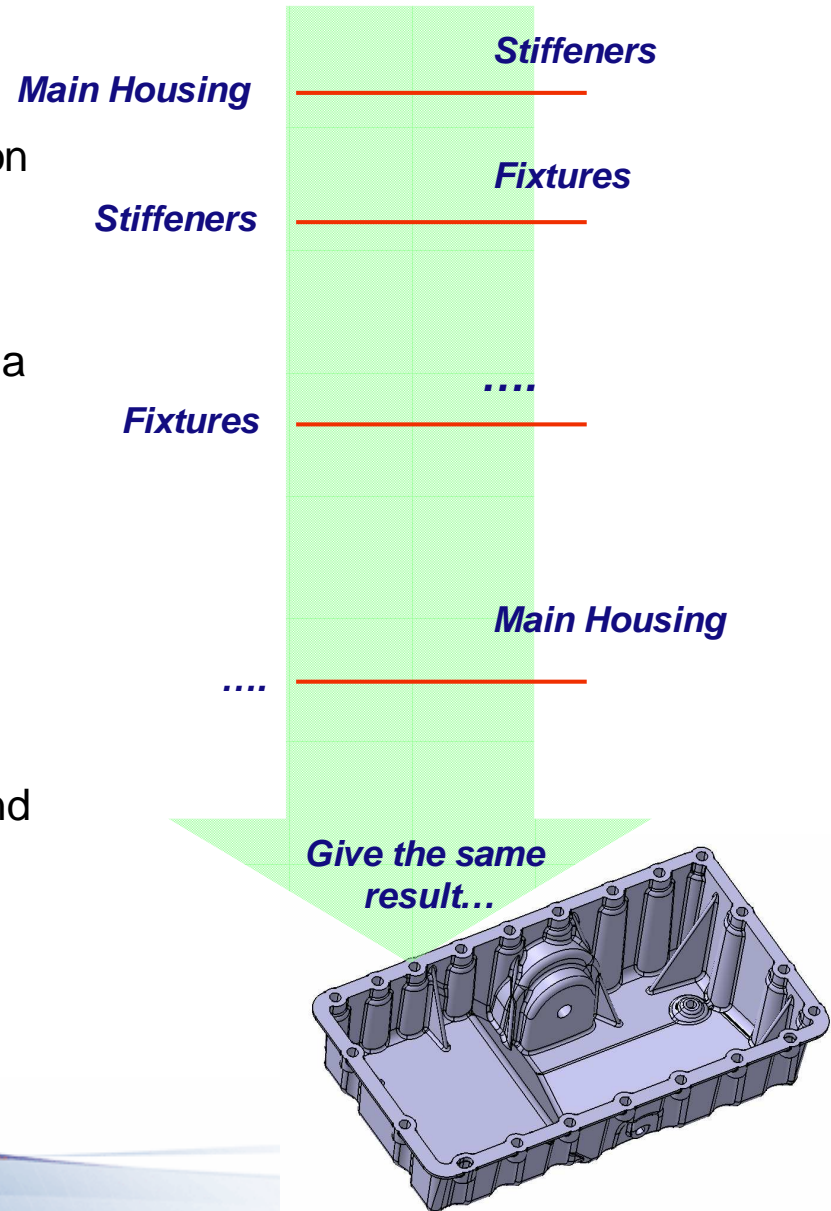 Stiffeners
Main Housing
on
Fixtures
Stiffeners
a
....
Fixtures
Main Housing
....
nd
Give the same
result...